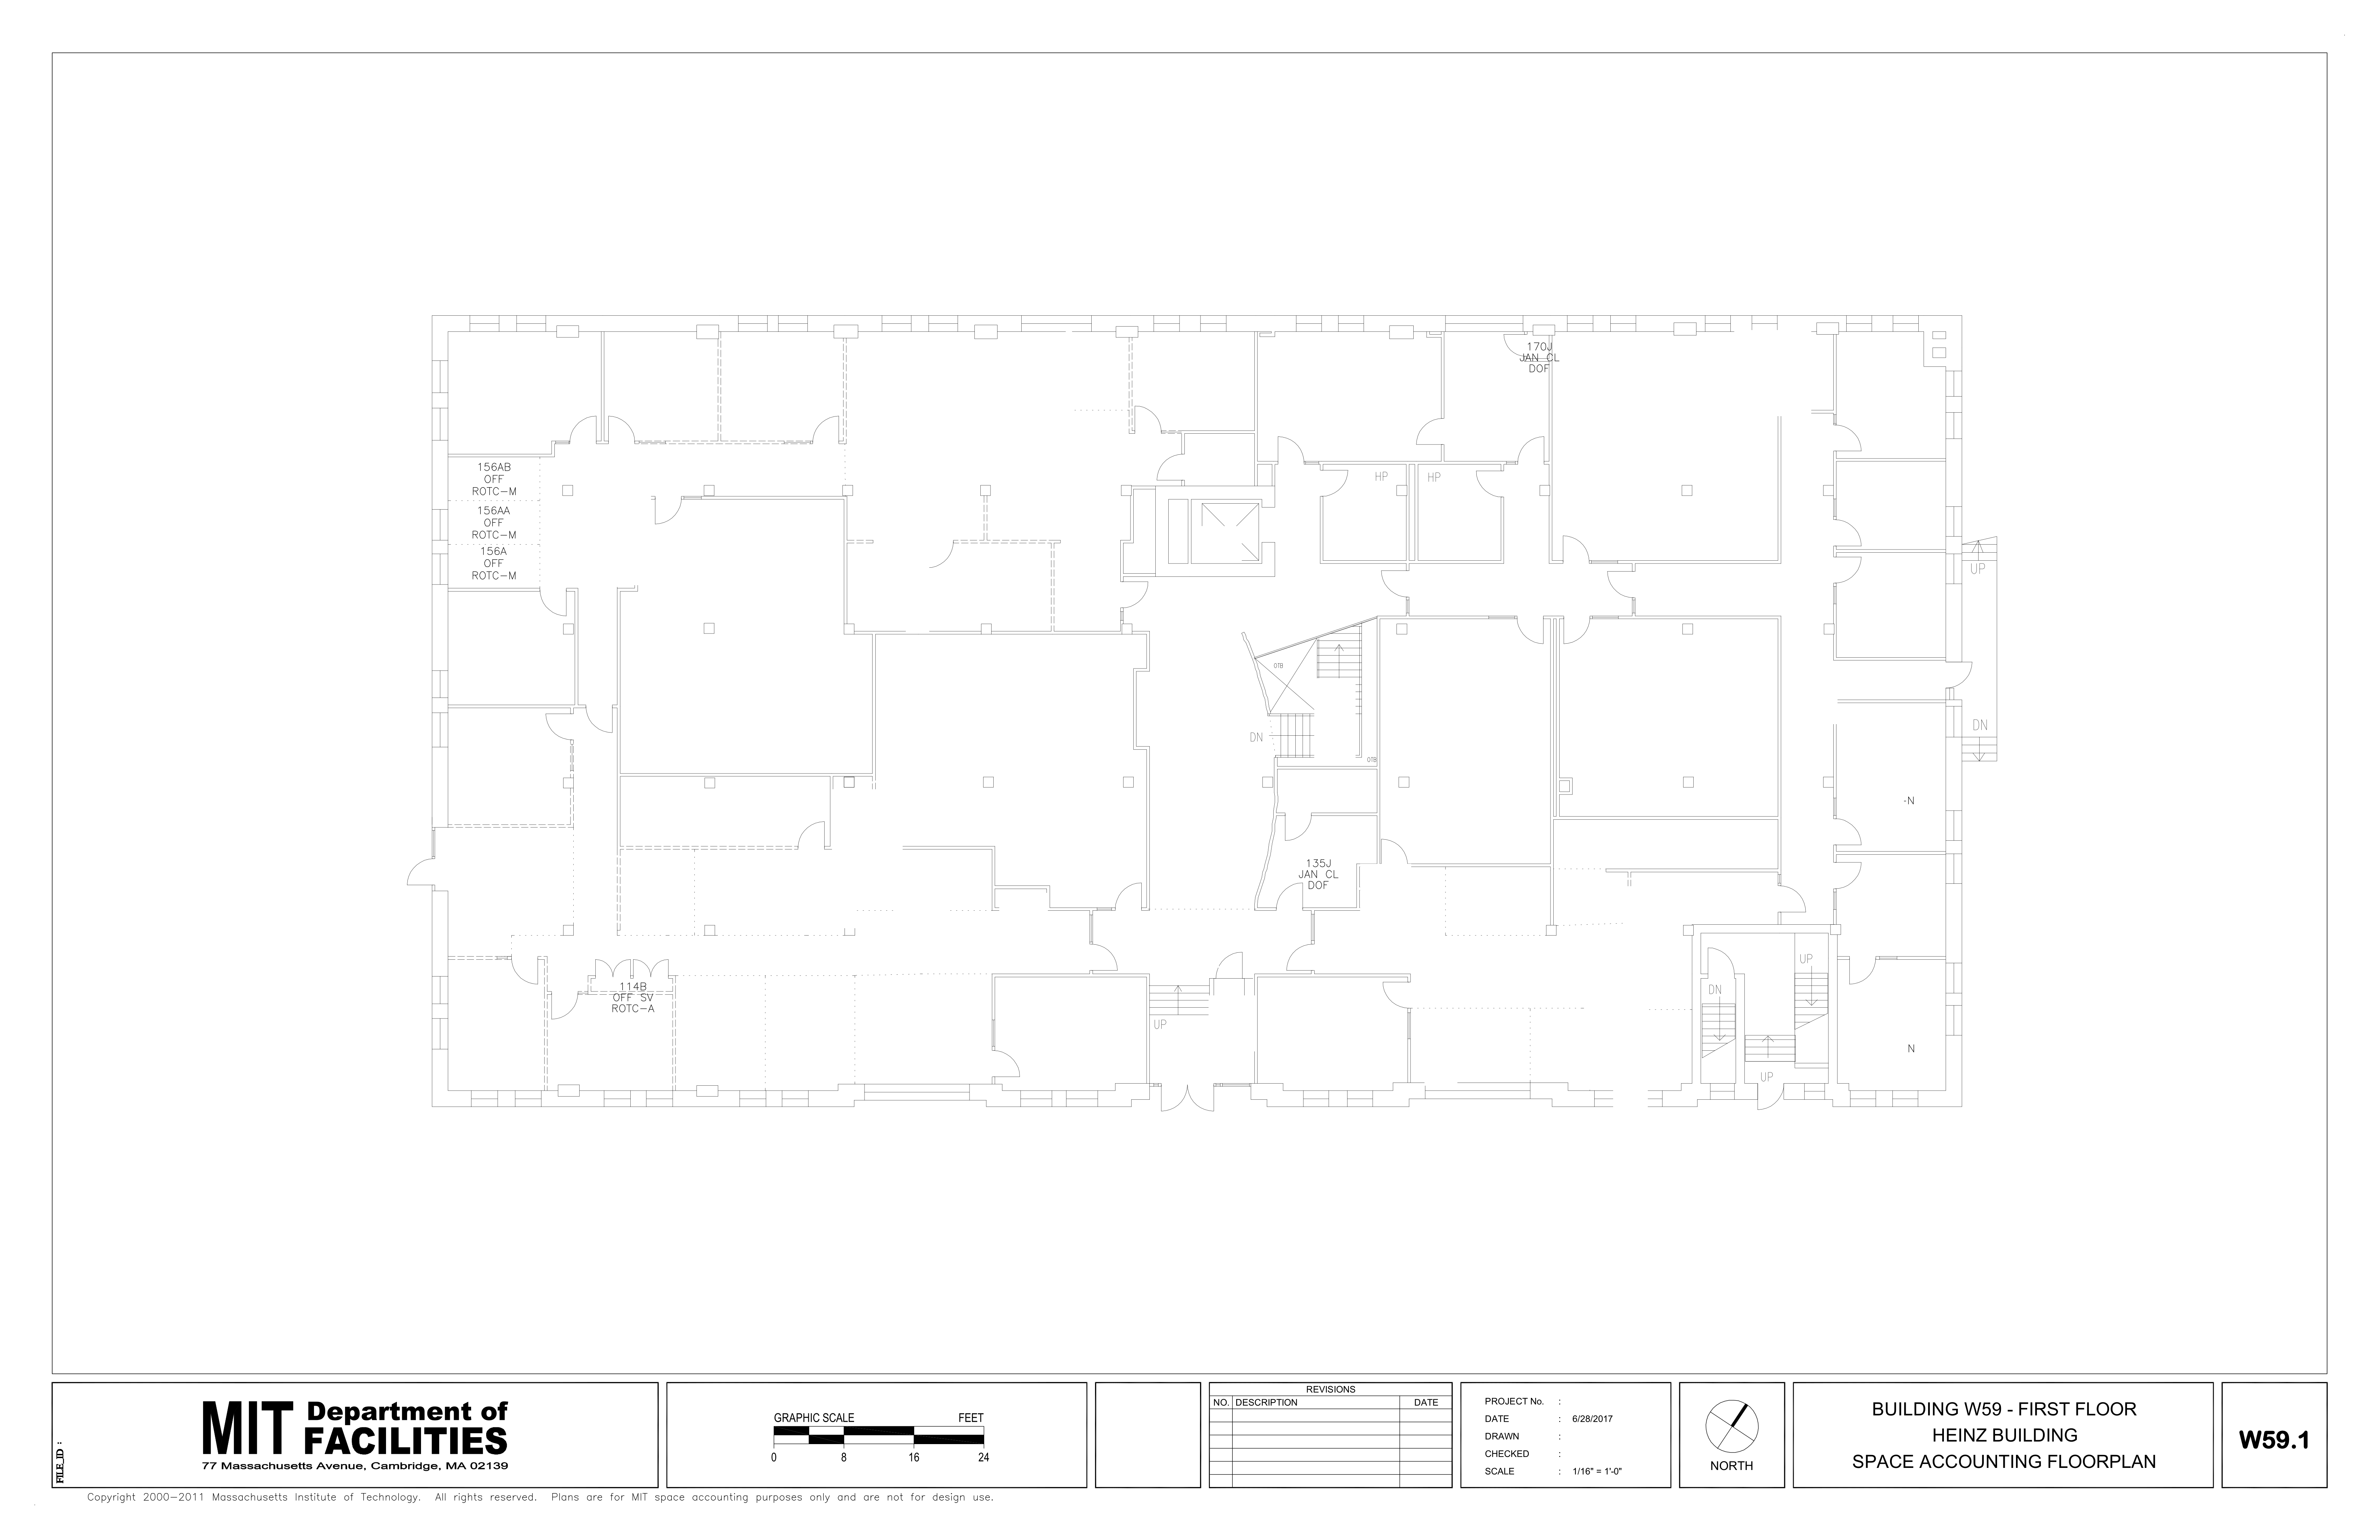 170J
JAN CL
DOF
156AB
OFF
ROTC-M
HP
HP
156AA
OFF
ROTC-M
156A
OFF
ROTC-M
UP
OTB
DN
DN
OTB
-N
135J
JAN CL
DOF
UP
114B
OFF SV
ROTC-A
DN
UP
N
UP
MIT Department of
FACILITIES
77 Massachusetts Avenue, Cambridge, MA 02139
FILE_ID :
GRAPHIC SCALE FEET
0 8 16 24
REVISIONS
NO. DESCRIPTION DATE
PROJECT No. :
DATE : 6/28/2017
DRAWN :
CHECKED :
SCALE : 1/16" = 1'-0"
NORTH
BUILDING W59 - FIRST FLOOR
HEINZ BUILDING
SPACE ACCOUNTING FLOORPLAN
W59.1
Copyright 2000-2011 Massachusetts Institute of Technology. All rights reserved. Plans are for MIT space accounting purposes only and are not for design use.